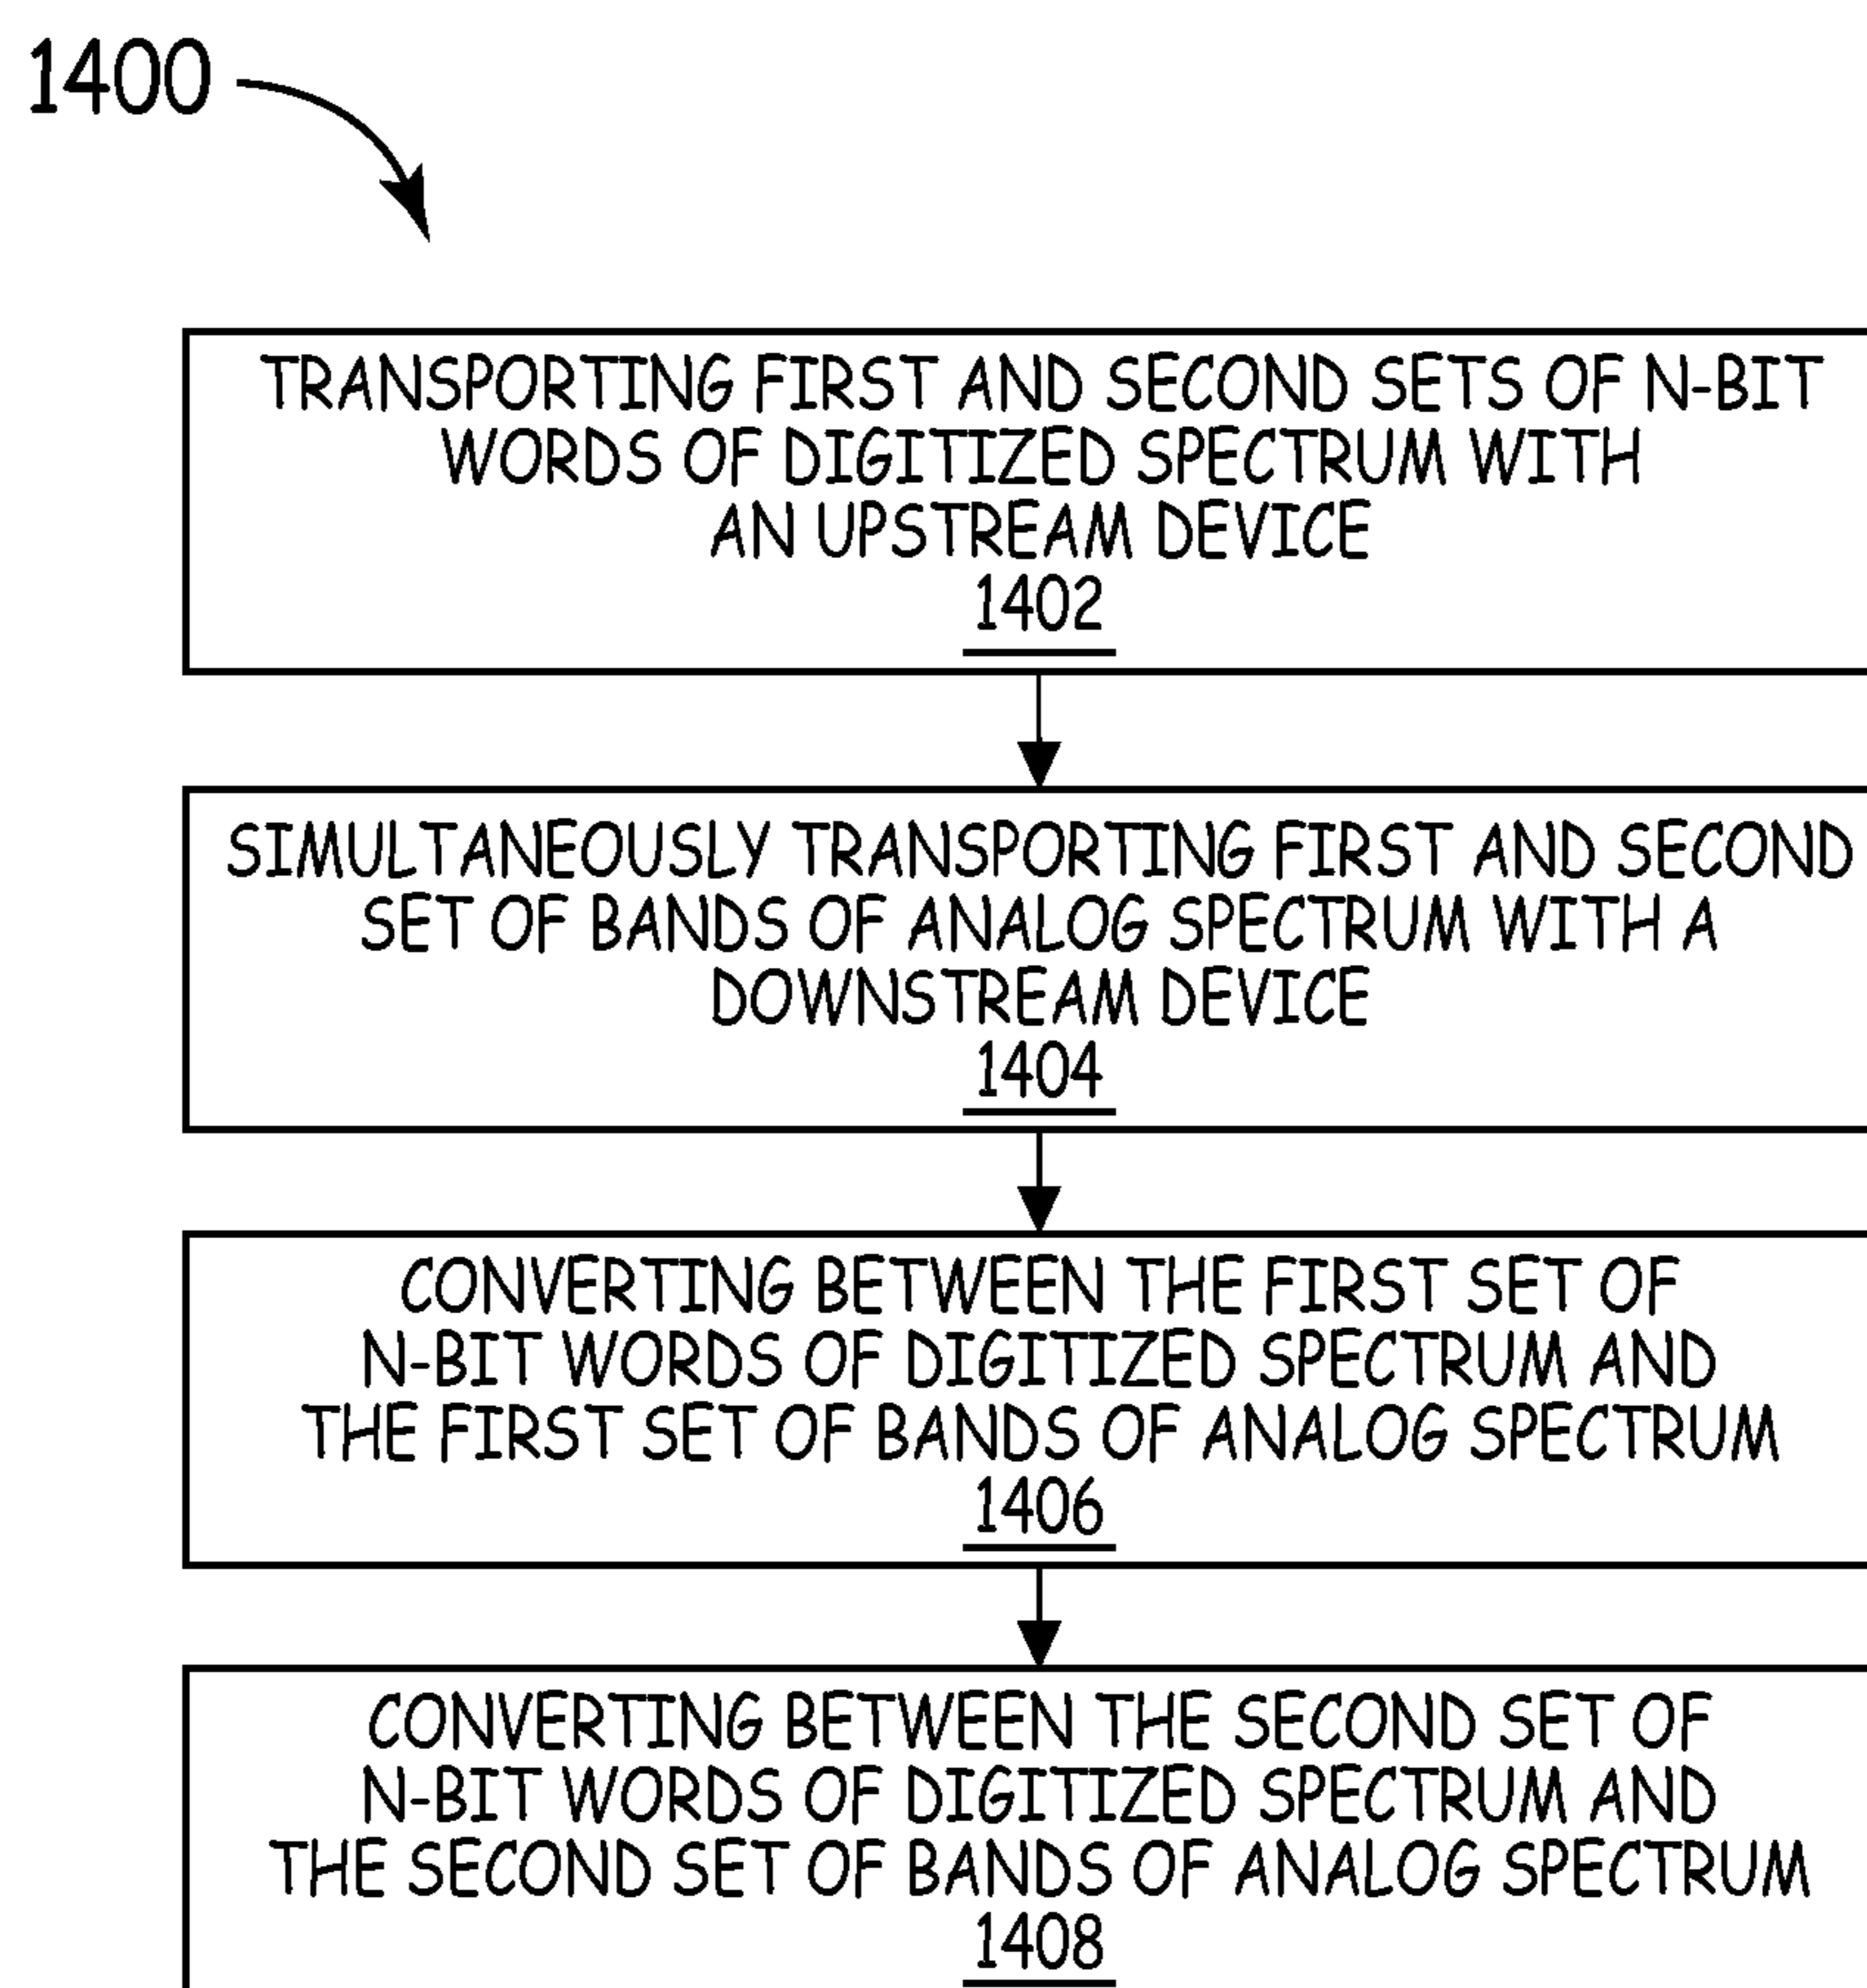 1400
TRANSPORTING FIRST AND SECOND SETS OF N-BIT
WORDS OF DIGITIZED SPECTRUM WITH
AN UPSTREAM DEVICE
1402
SIMULTANEOUSLY TRANSPORTING FIRST AND SECOND
SET OF BANDS OF ANALOG SPECTRUM WITH A
DOWNSTREAM DEVICE
1404
CONVERTING BETWEEN THE FIRST SET OF
N-BIT WORDS OF DIGITIZED SPECTRUM AND
THE FIRST SET OF BANDS OF ANALOG SPECTRUM
1406
CONVERTING BETWEEN THE SECOND SET OF
N-BIT WORDS OF DIGITIZED SPECTRUM AND
THE SECOND SET OF BANDS OF ANALOG SPECTRUM
1408